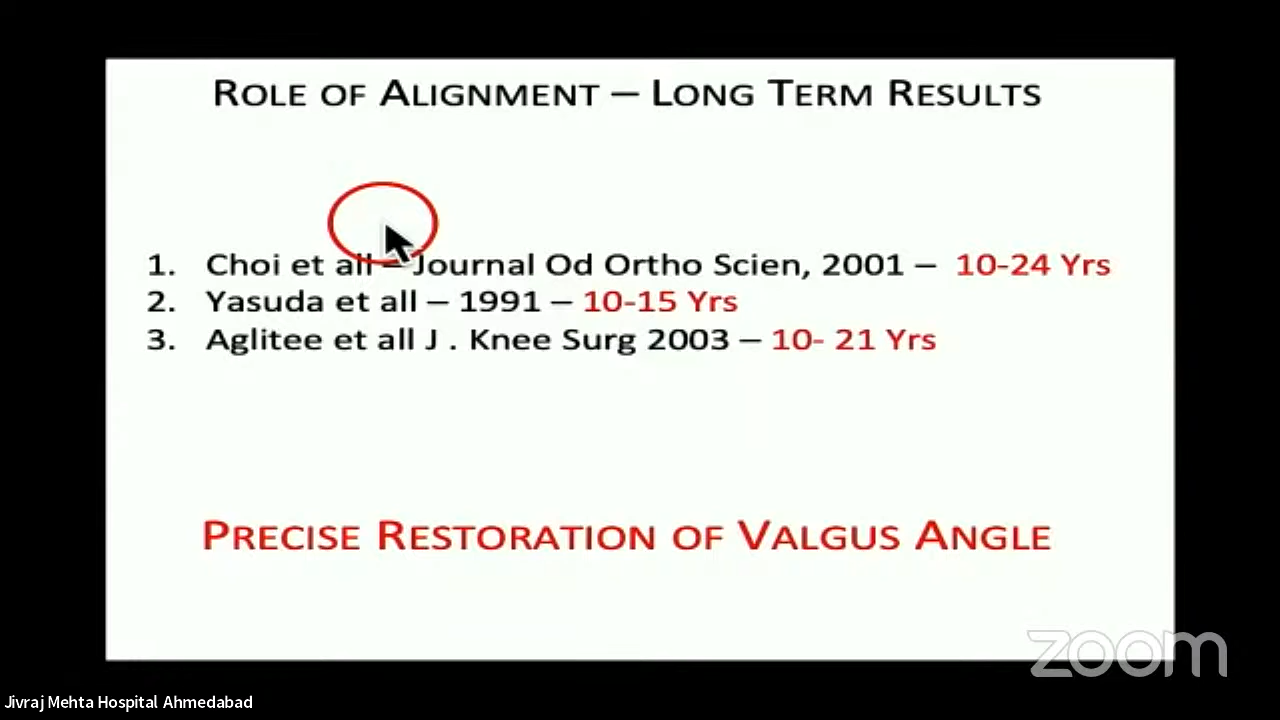 ROLE OF ALIGNMENT – LONG TERM RESULTS
1. Choi et all – Journal Od Ortho Scien, 2001 – 10-24 Yrs
2. Yasuda et all – 1991 – 10-15 Yrs
3. Aglitee et all J . Knee Surg 2003 – 10- 21 Yrs
PRECISE RESTORATION OF VALGUS ANGLE
zoom
Jivraj Mehta Hospital Ahmedabad